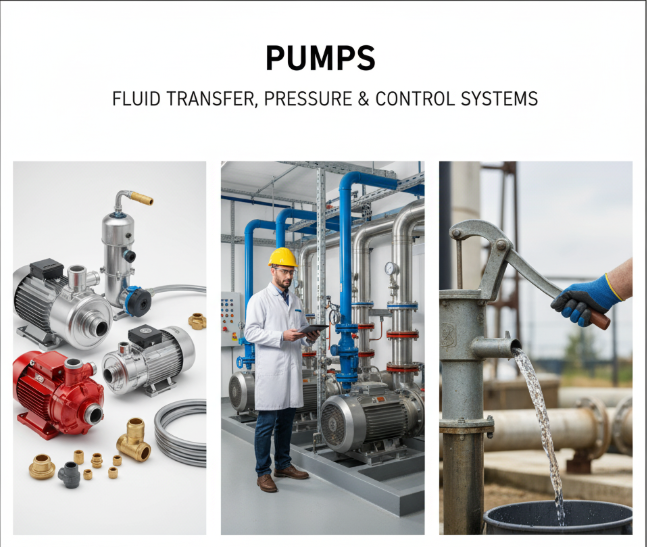 PUMPS
FLUID TRANSFER, PRESSURE & CONTROL SYSTEMS